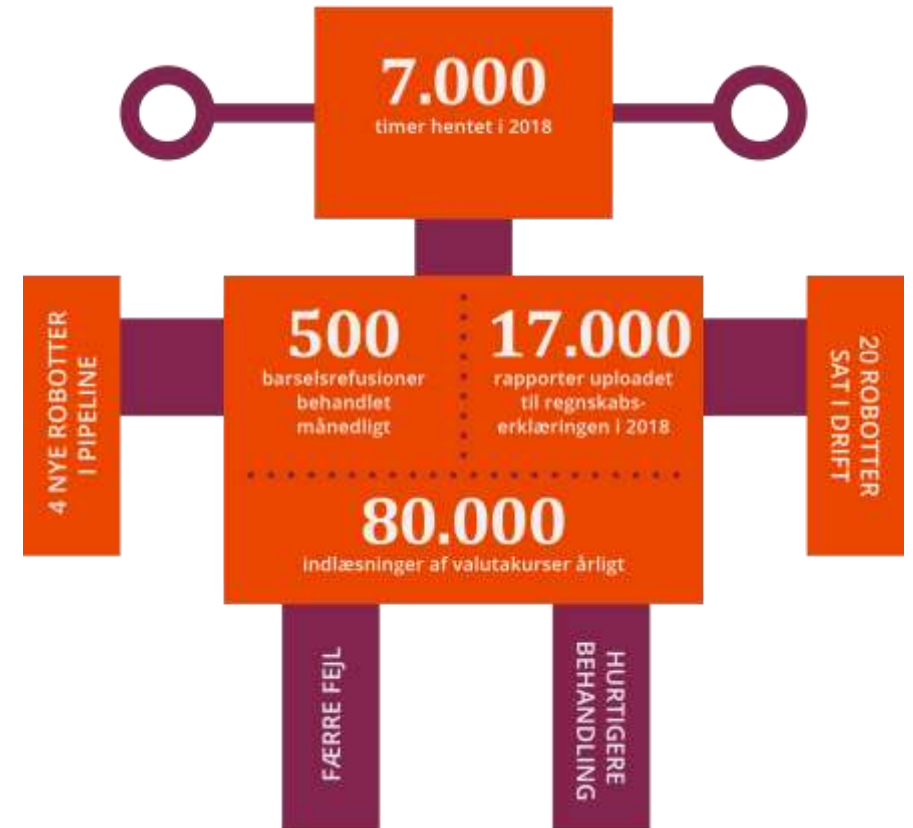 7.000
timer hentet i 2018
4 NYE ROBOTTER
I PIPELINE
500
barselsrefusioner
behandlet
månedligt
17.000
rapporter uploadet
til regnskabs-
erklæringen i 2018
20 ROBOTTER
SAT I DRIFT
80.000
indlæsninger af valutakurser årligt
FÆRRE FEJL
HURTIGERE
BEHANDLING